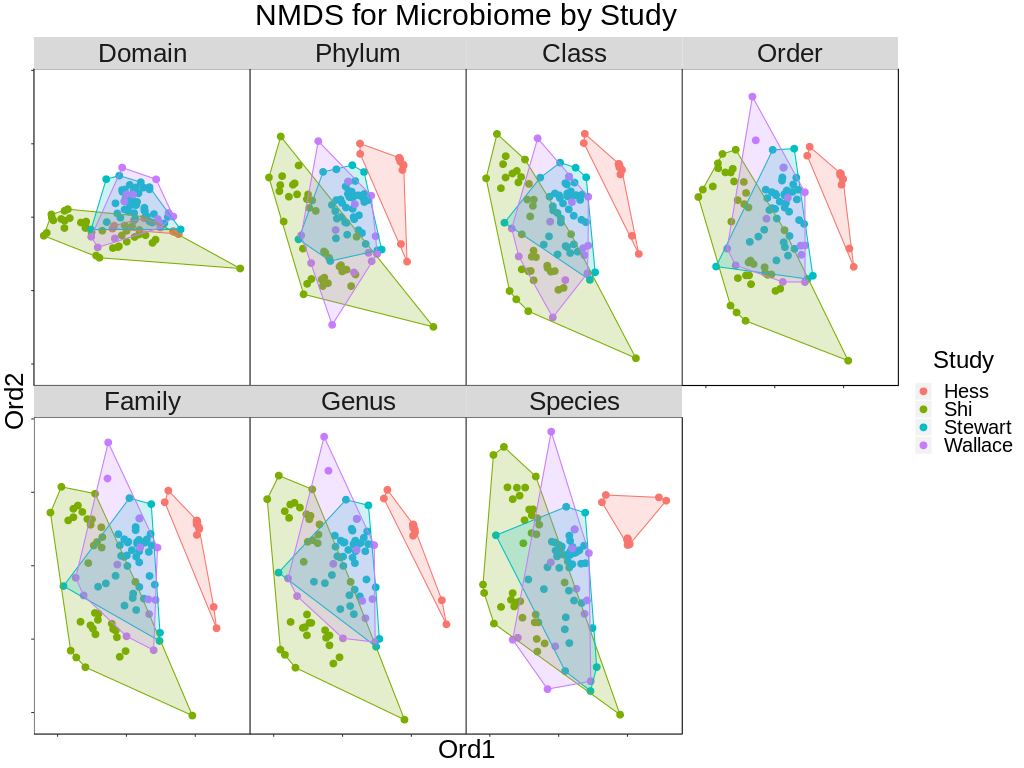 NMDS for Microbiome by Study
Domain
Phylum
Class
Order
Family
Genus
Species
Ord2
Ord1
Study
Hess
Shi
Stewart
Wallace